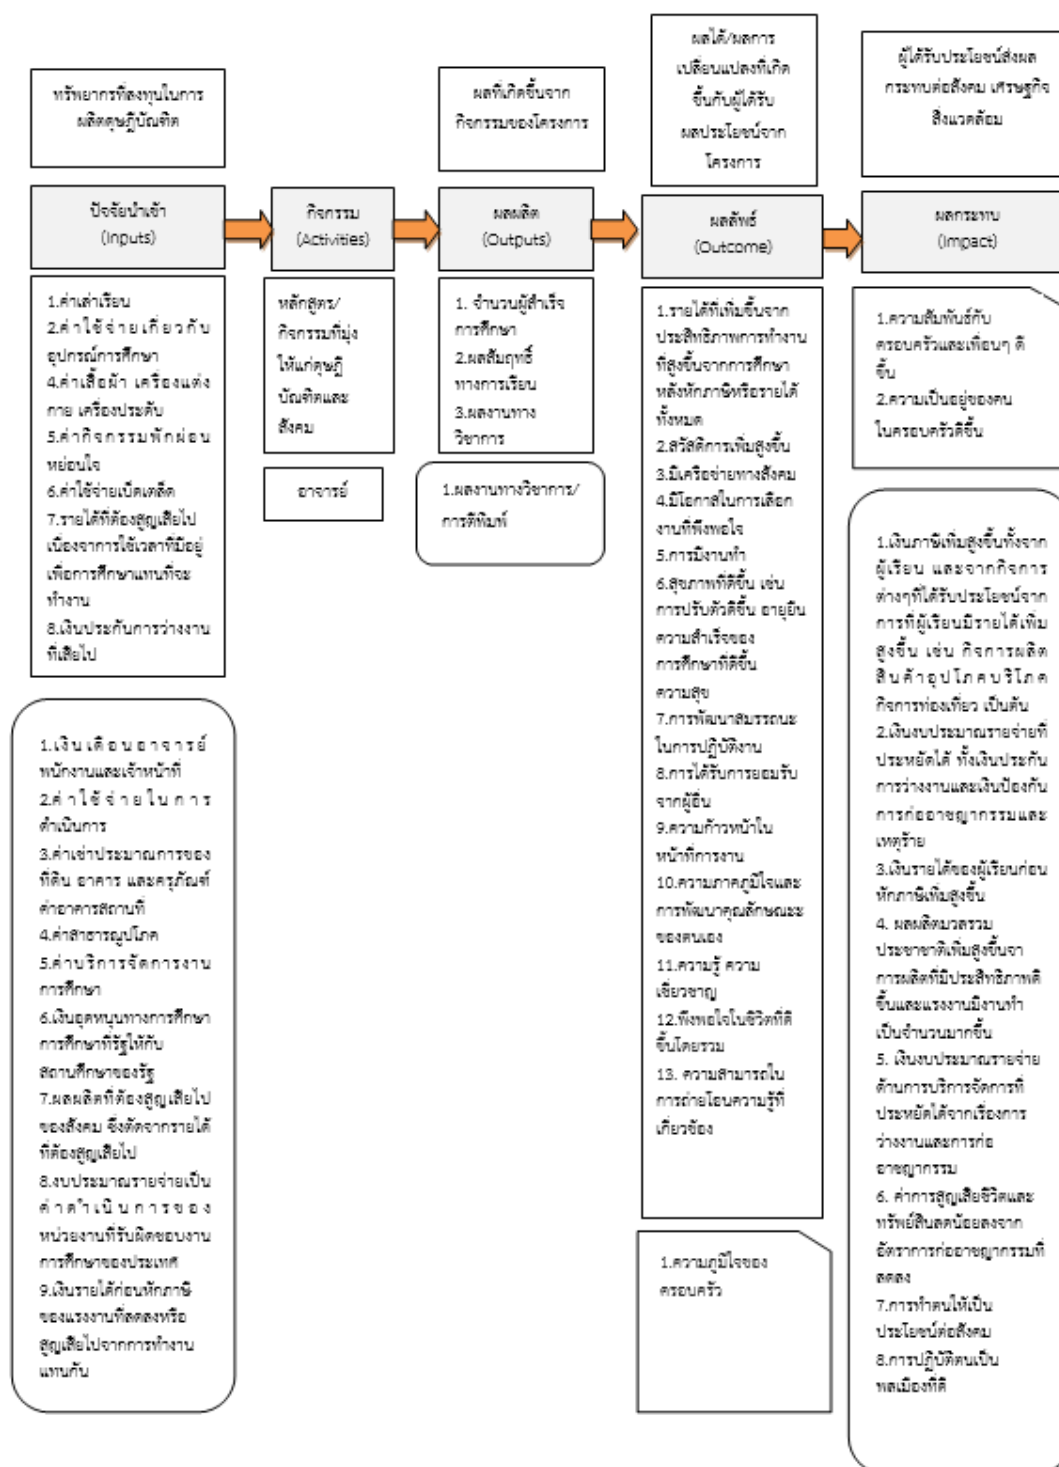 ทรัพยากรที่ลงทุนในการ
ผลิตดุษฎีบัณฑิต
ผลที่เกิดขึ้นจาก
กิจกรรมของโครงการ
ผลได้/ผลการ
เปลี่ยนแปลงที่เกิด
ขึ้นกับผู้ได้รับ
ผลประโยชน์จาก
โครงการ
ผู้ได้รับประโยชน์ส่งผล
กระทบต่อสังคม เศรษฐกิจ
สิ่งแวดล้อม
ปัจจัยนำเข้า
(Inputs)
กิจกรรม
(Activities)
ผลผลิต
(Outputs)
ผลลัพธ์
(Outcome)
ผลกระทบ
(Impact)
1.ค่าเล่าเรียน
2.ค่าใช้จ่ายเกี่ยวกับ
อุปกรณ์การศึกษา
4.ค่าเสื้อผ้า เครื่องแต่ง
กาย เครื่องประดับ
5.ค่ากิจกรรมพักผ่อน
หย่อนใจ
6.ค่าใช้จ่ายเบ็ดเตล็ด
7.รายได้ที่ต้องสูญเสียไป
เนื่องจาการใช้เวลาที่มีอยู่
เพื่อการศึกษาแทนที่จะ
ทำงาน
8.เงินประกันการว่างงาน
ที่เสียไป
1.เงินเดือนอาจารย์
พนักงานและเจ้าหน้าที่
2.ค่าใช้จ่ายในการ
ดำเนินการ
3.ค่าเช่าประมาณการของ
ที่ดิน อาคาร และครุภัณฑ์
ค่าอาคารสถานที่
4.ค่าสาธารณูปโภค
5.ค่าบริการจัดการงาน
การศึกษา
6.เงินอุดหนุนทางการศึกษา
การศึกษาที่รัฐให้กับ
สถานศึกษาของรัฐ
7.ผลผลิตที่ต้องสูญเสียไป
ของสังคม ซึ่งตัดจากรายได้
ที่ต้องสูญเสียไป
8.งบประมาณรายจ่ายเป็น
ค่าดำเนินการของ
หน่วยงานที่รับผิดชอบงาน
การศึกษาของประเทศ
9.เงินรายได้ก่อนหักภาษี
ของแรงงานที่ลดลงหรือ
สูญเสียไปจากการทำงาน
แทนกัน
หลักสูตร/
กิจกรรมที่มุ่ง
ให้แก่ดุษฎี
บัณฑิตและ
สังคม
อาจารย์
1. จำนวนผู้สำเร็จ
การศึกษา
2.ผลสัมฤทธิ์
ทางการเรียน
3.ผลงานทาง
วิชาการ
1.ผลงานทางวิชาการ/
การตีพิมพ์
1.รายได้ที่เพิ่มขึ้นจาก
ประสิทธิภาพการทำงาน
ที่สูงขึ้นจากการศึกษา
หลังหักภาษีหรือรายได้
ทั้งหมด
2.สวัสดิการเพิ่มสูงขึ้น
3.มีเครือข่ายทางสังคม
4.มีโอกาสในการเลือก
งานที่พึงพอใจ
5.การมีงานทำ
6.สุขภาพที่ดีขึ้น เช่น
การปรับตัวดีขึ้น อายุยืน
ความสำเร็จของ
การศึกษาที่ดีขึ้น
ความสุข
7.การพัฒนาสมรรถนะ
ในการปฏิบัติงาน
8.การได้รับการยอมรับ
จากผู้อื่น
9.ความก้าวหน้าใน
หน้าที่การงาน
10.ความภาคภูมิใจและ
การพัฒนาคุณลักษณะะ
ของตนเอง
11.ความรู้ ความ
เชี่ยวชาญ
12.พึงพอใจในชีวิตที่ดี
ขึ้นโดยรวม
13. ความสามารถใน
การถ่ายโอนความรู้ที่
เกี่ยวข้อง
1.ความภูมิใจของ
ครอบครัว
1.ความสัมพันธ์กับ
ครอบครัวและเพื่อนๆ ดี
ขึ้น
2.ความเป็นอยู่ของคน
ในครอบครัวดีขึ้น
1.เงินภาษีเพิ่มสูงขึ้นทั้งจาก
ผู้เรียน และจากกิจการ
ต่างๆที่ได้รับประโยชน์จาก
การที่ผู้เรียนมีรายได้เพิ่ม
สูงขึ้น เช่น กิจการผลิต
สินค้าอุปโภคบริโภค
กิจการท่องเที่ยว เป็นต้น
2.เงินงบประมาณรายจ่ายที่
ประหยัดได้ ทั้งเงินประกัน
การว่างงานและเงินป้องกัน
การก่ออาชญากรรมและ
เหตุร้าย
3.เงินรายได้ของผู้เรียนก่อน
หักภาษีเพิ่มสูงขึ้น
4. ผลผลิตมวลรวม
ประชาชาติเพิ่มสูงขึ้นจา
การผลิตที่มีประสิทธิภาพดี
ขึ้นและแรงงานมีงานทำ
เป็นจำนวนมากขึ้น
5. เงินงบประมาณรายจ่าย
ด้านการบริการจัดการที่
ประหยัดได้จากเรื่องการ
ว่างงานและการก่อ
อาชญากรรม
6. ค่าการสูญเสียชีวิตและ
ทรัพย์สินลดน้อยลงจาก
อัตราการก่ออาชญากรรมที่
ลดลง
7.การทำตนให้เป็น
ประโยชน์ต่อสังคม
8.การปฏิบัติตนเป็น
พลเมืองที่ดี